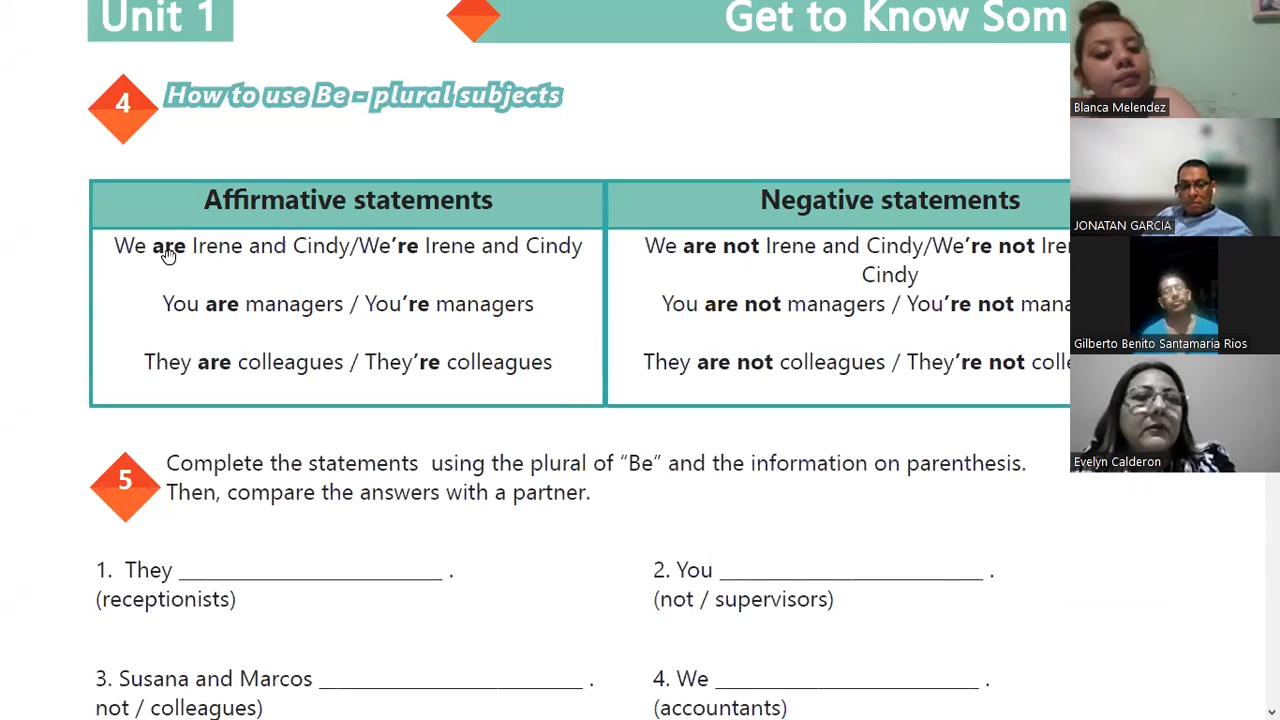 Unit 1
Get to Know Som
4
How to use Be - plural subjects
Affirmative statements
Negative statements
We are Irene and Cindy/We're Irene and Cindy
We are not Irene and Cindy/We're not Iren
Cindy
You are managers / You're managers
You are not managers / You're not mana
They are colleagues / They're colleagues
They are not colleagues / They're not colle
5
Complete the statements using the plural of “Be” and the information on parenthesis.
Then, compare the answers with a partner.
1. They ________________________ .
(receptionists)
2. You ________________________ .
(not / supervisors)
3. Susana and Marcos ________________________ .
not / colleagues)
4. We ________________________ .
(accountants)
Blanca Melendez
JONATAN GARCIA
Gilberto Benito Santamaria Rios
Evelyn Calderon